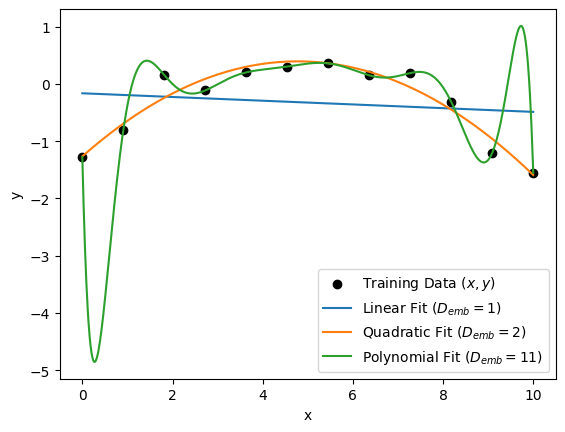 1
0
−1
−2
−3
−4
−5
y
0
2
4
6
8
10
x
Training Data (x, y)
Linear Fit (D_emb = 1)
Quadratic Fit (D_emb = 2)
Polynomial Fit (D_emb = 11)